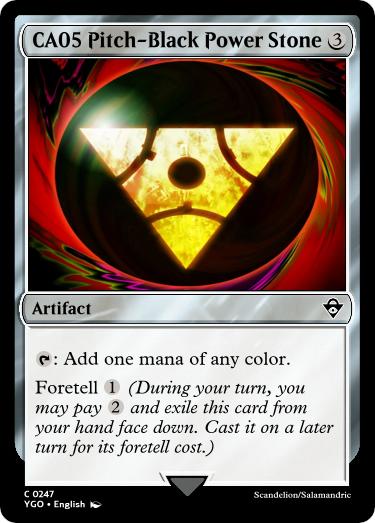 CA05 Pitch-Black Power Stone 3
Artifact
: Add one mana of any color.
Foretell 1 (During your turn, you
may pay 2 and exile this card from
your hand face down. Cast it on a later
turn for its foretell cost.)
C 0247
YGO • English
Scandelion/Salamandric